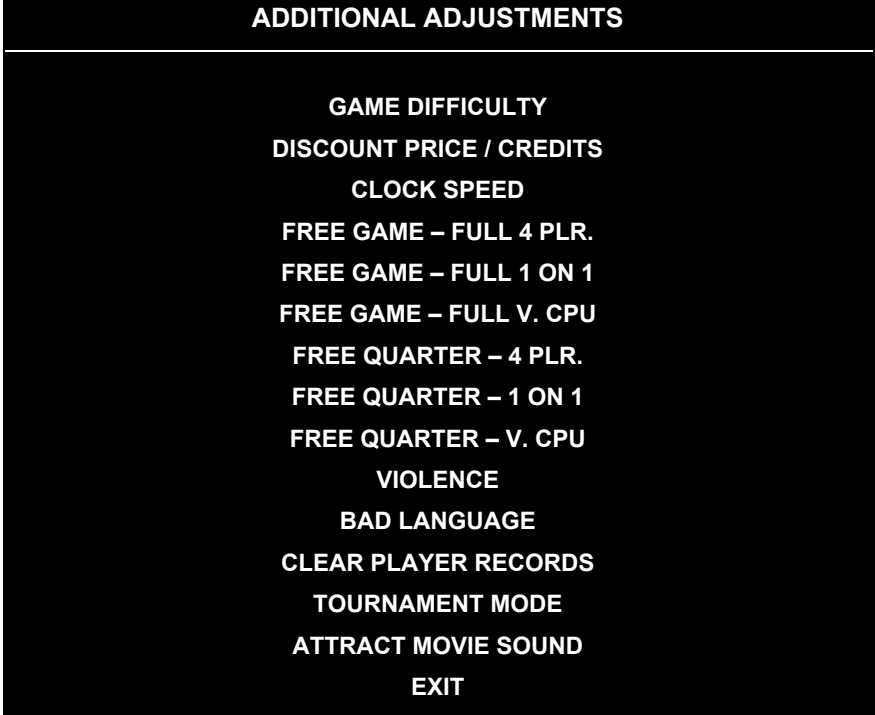 ADDITIONAL ADJUSTMENTS
GAME DIFFICULTY
DISCOUNT PRICE / CREDITS
CLOCK SPEED
FREE GAME – FULL 4 PLR.
FREE GAME – FULL 1 ON 1
FREE GAME – FULL V. CPU
FREE QUARTER – 4 PLR.
FREE QUARTER – 1 ON 1
FREE QUARTER – V. CPU
VIOLENCE
BAD LANGUAGE
CLEAR PLAYER RECORDS
TOURNAMENT MODE
ATTRACT MOVIE SOUND
EXIT